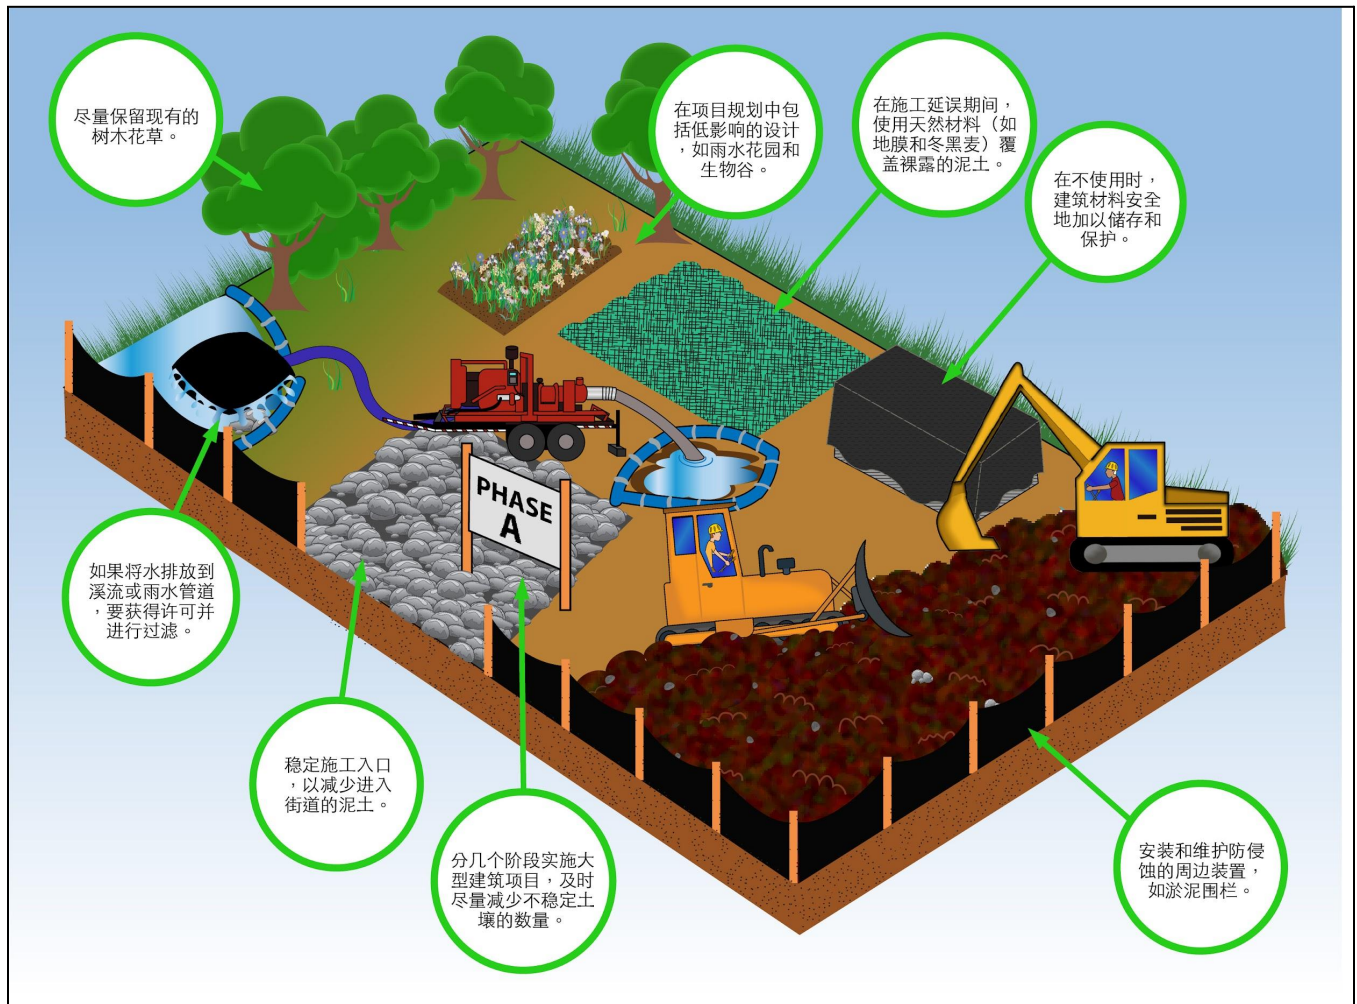 尽量保留现有的
树木花草。
在项目规划中包
括低影响的设计
，如雨水花园和
生物谷。
在施工延误期间，
使用天然材料（如
地膜和冬黑麦）覆
盖裸露的泥土。
在不使用时，
建筑材料安全
地加以储存和
保护。
PHASE
A
如果将水排放到
溪流或雨水管道
，要获得许可并
进行过滤。
稳定施工入口
，以减少进入
街道的泥土。
分几个阶段实施大
型建筑项目，及时
尽量减少不稳定土
壤的数量。
安装和维护防侵
蚀的周边装置，
如淤泥围栏。